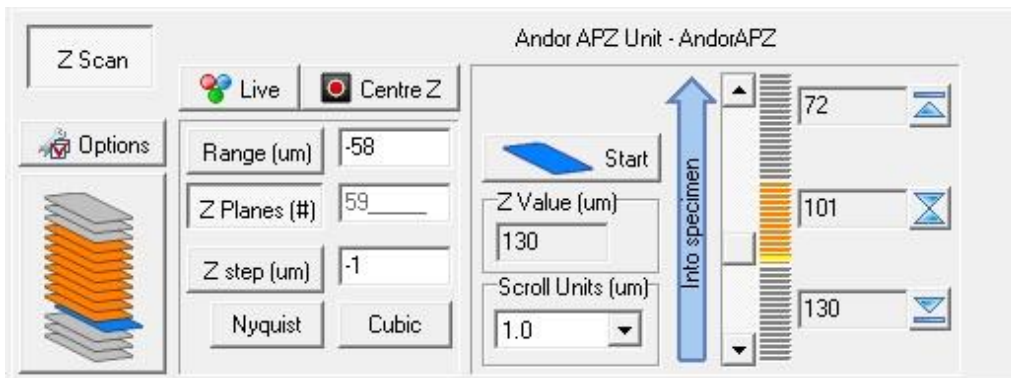 Andor APZ Unit - AndorAPZ
Z Scan
Live
Centre Z
72
Options
Range (um)
-58
Start
Into specimen
Z Planes (#)
59____
Z Value (um)
101
130
Z step (um)
-1
Scroll Units (um)
Nyquist
Cubic
1.0
130